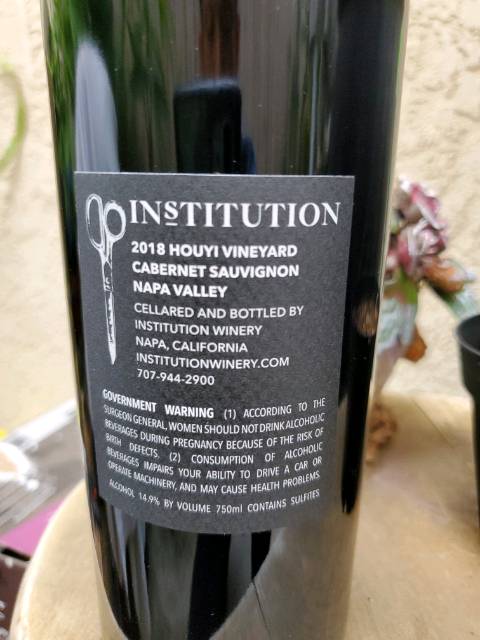 INSTITUTION
2018 HOUYI VINEYARD
CABERNET SAUVIGNON
NAPA VALLEY
CELLARED AND BOTTLED BY
INSTITUTION WINERY
NAPA, CALIFORNIA
INSTITUTIONWINERY.COM
707-944-2900
GOVERNMENT WARNING (1) ACCORDING TO THE
SURGEON GENERAL, WOMEN SHOULD NOT DRINK ALCOHOLIC
BEVERAGES DURING PREGNANCY BECAUSE OF THE RISK OF
BIRTH DEFECTS. (2) CONSUMPTION OF ALCOHOLIC
BEVERAGES IMPAIRS YOUR ABILITY TO DRIVE A CAR OR
OPERATE MACHINERY, AND MAY CAUSE HEALTH PROBLEMS
ALCOHOL 14.9% BY VOLUME 750ml CONTAINS SULFITES